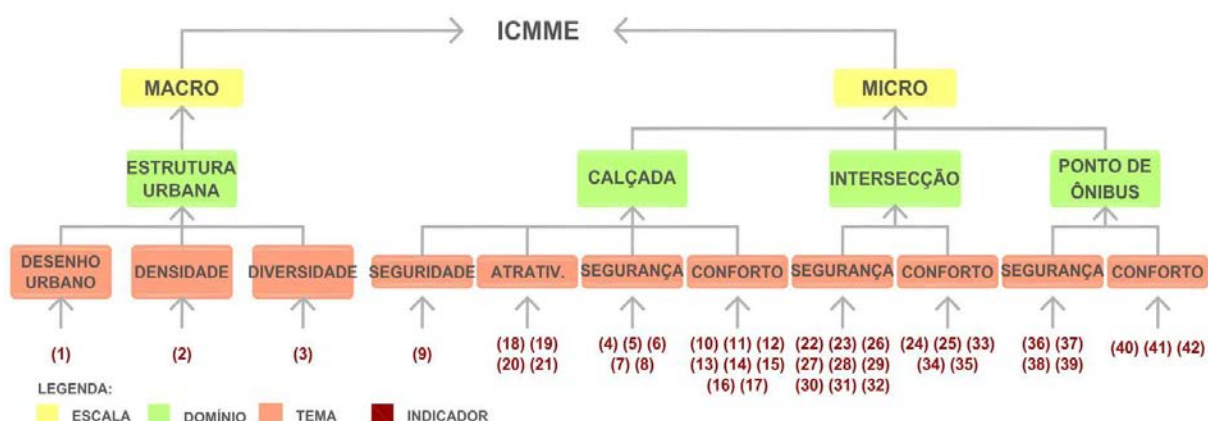 ICMME
MACRO
MICRO
ESTRUTURA
URBANA
CALÇADA
INTERSECÇÃO
PONTO DE
ÔNIBUS
DESENHO
URBANO
DENSIDADE
DIVERSIDADE
SEGURIDADE
ATRATIV.
SEGURANÇA
CONFORTO
SEGURANÇA
CONFORTO
SEGURANÇA
CONFORTO
(1)
(2)
(3)
(9)
(18) (19)
(20) (21)
(4) (5) (6)
(7) (8)
(10) (11) (12)
(13) (14) (15)
(16) (17)
(22) (23) (26)
(27) (28) (29)
(30) (31) (32)
(24) (25) (33)
(34) (35)
(36) (37)
(38) (39)
(40) (41) (42)
LEGENDA:
ESCALA
DOMÍNIO
TEMA
INDICADOR